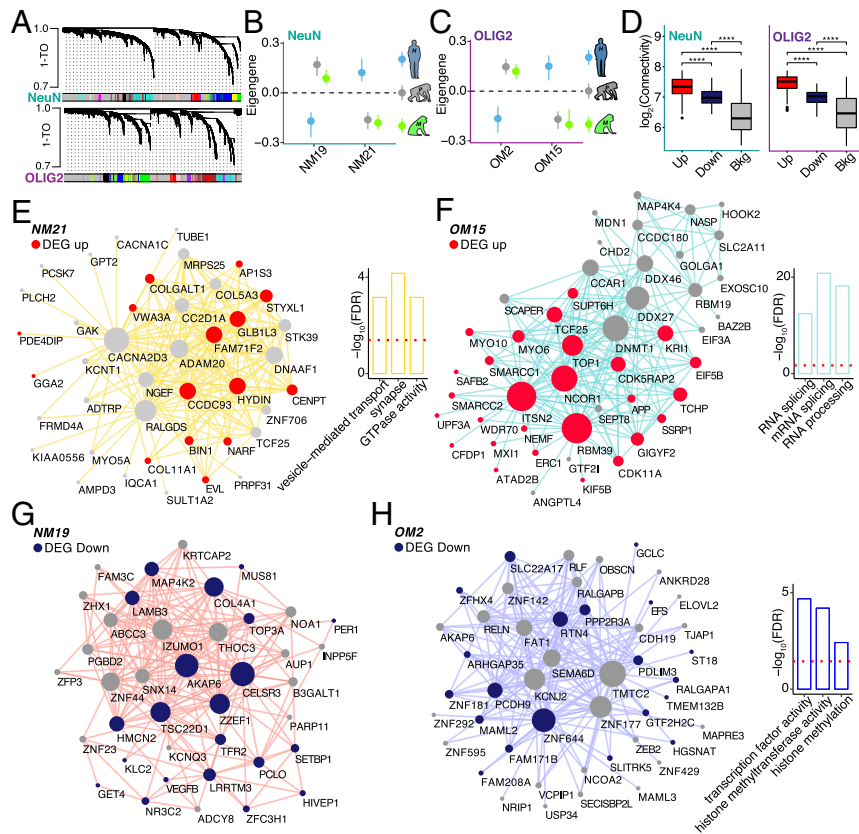 A
1-TO
1.0
0.7
NeuN
1-TO
1.0
0.7
OLIG2
B
NeuN
Eigengene
0.3
0.0
−0.3
NM19
NM21
H
C
OLIG2
Eigengene
0.3
0.0
−0.3
OM2
OM15
H
M
D
NeuN
OLIG2
log2(Connectivity)
7
6
****
****
****
****
****
****
Up
Down
Bkg
Up
Down
Bkg
E
NM21
DEG up
TUBE1
CACNA1C
GPT2
PCSK7
PLCH2
MRPS25
AP1S3
COLGALT1
COL5A3
STYXL1
VWA3A
CC2D1A
GAK
GLB1L3
STK39
PDE4DIP
FAM71F2
CACNA2D3
ADAM20
DNAAF1
KCNT1
GGA2
NGEF
HYDIN
CENPT
ADTRP
CCDC93
RALGDS
ZNF706
FRMD4A
TCF25
KIAA0556
BIN1
NARF
MYO5A
COL11A1
IQCA1
EVL
PRPF31
AMPD3
SULT1A2
−log10(FDR)
4
0
vesicle−mediated transport
synapse
GTPase activity
F
OM15
DEG up
MAP4K4
NASP
HOOK2
MDN1
CCDC180
SLC2A11
CHD2
GOLGA1
CCAR1
DDX46
EXOSC10
SCAPER
SUPT6H
RBM19
DDX27
TCF25
BAZ2B
MYO10
MYO6
DNMT1
KRI1
EIF3A
TOP1
SMARCC1
CDK5RAP2
EIF5B
SAFB2
NCOR1
SMARCC2
APP
TCHP
ITSN2
SEPT8
UPF3A
WDR70
SSRP1
NEMF
RBM39
CFDP1
MXI1
GIGYF2
ERC1
GTF2I
ATAD2B
CDK11A
KIF5B
ANGPTL4
−log10(FDR)
20
0
RNA splicing
mRNA splicing
RNA processing
G
NM19
DEG Down
KRTCAP2
FAM3C
MUS81
MAP4K2
ZHX1
LAMB3
COL4A1
NOA1
TOP3A
PER1
ABCC3
IZUMO1
THOC3
PGBD2
AUP1
INPP5F
ZFP3
SNX14
AKAP6
CELSR3
ZNF44
B3GALT1
TSC22D1
ZZEF1
PARP11
HMCN2
TFR2
ZNF23
KCNQ3
SETBP1
KLC2
PCLO
VEGFB
LRRTM3
GET4
HIVEP1
NR3C2
ZFC3H1
ADCY8
H
OM2
DEG Down
GCLC
SLC22A17
RLF
OBSCN
ANKRD28
RALGAPB
ZFHX4
ZNF142
EFS
ELOVL2
PPP2R3A
RTN4
AKAP6
RELN
FAT1
CDH19
TJAP1
ARHGAP35
SEMA6D
PDLIM3
ST18
TMTC2
RALGAPA1
KCNJ2
ZNF181
PCDH9
TMEM132B
ZNF177
GTF2H2C
ZNF292
MAML2
ZNF644
MAPRE3
ZEB2
HGSNAT
ZNF595
FAM171B
SLITRK5
ZNF429
NCOA2
FAM208A
VCPIP1
SECISBP2L
MAML3
NRIP1
USP34
−log10(FDR)
5
0
transcription factor activity
histone methyltransferase activity
histone methylation